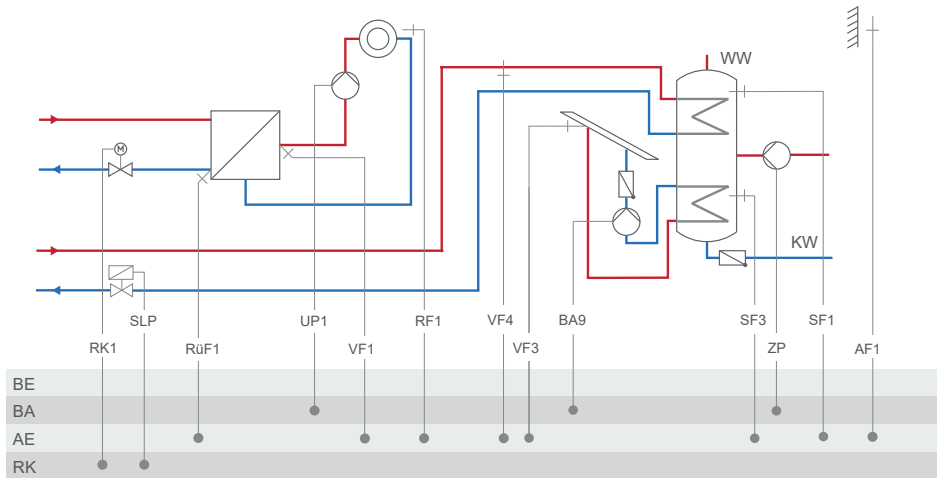 M
WW
KW
SLP
UP1
RF1
VF4
BA9
SF3
SF1
RK1
RüF1
VF1
VF3
ZP
AF1
BE
BA
AE
RK